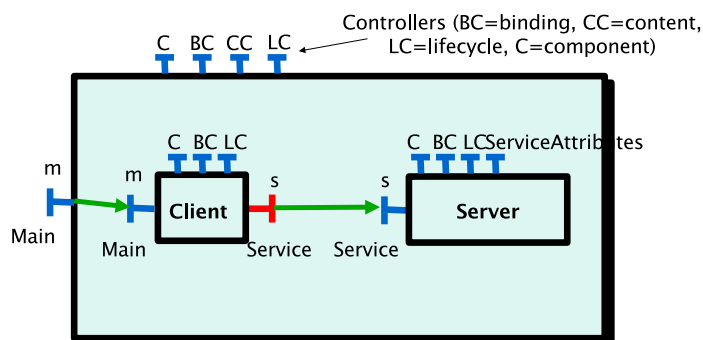 Controllers (BC=binding, CC=content,
LC=lifecycle, C=component)
C BC CC LC
C BC LC
C BC LC ServiceAttributes
m
m
s
s
Client
Server
Main
Main
Service
Service